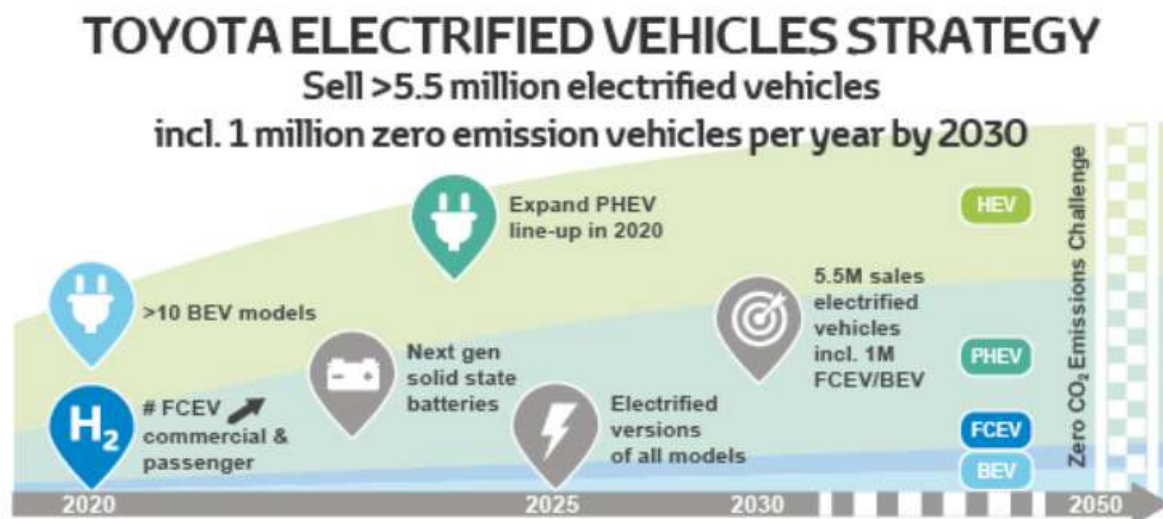 TOYOTA ELECTRIFIED VEHICLES STRATEGY
Sell >5.5 million electrified vehicles
incl. 1 million zero emission vehicles per year by 2030
>10 BEV models
H₂
# FCEV
commercial &
passenger
Next gen
solid state
batteries
Expand PHEV
line-up in 2020
Electrified
versions
of all models
5.5M sales
electrified
vehicles
incl. 1M
FCEV/BEV
HEV
PHEV
FCEV
BEV
Zero CO₂ Emissions Challenge
2020
2025
2030
2050